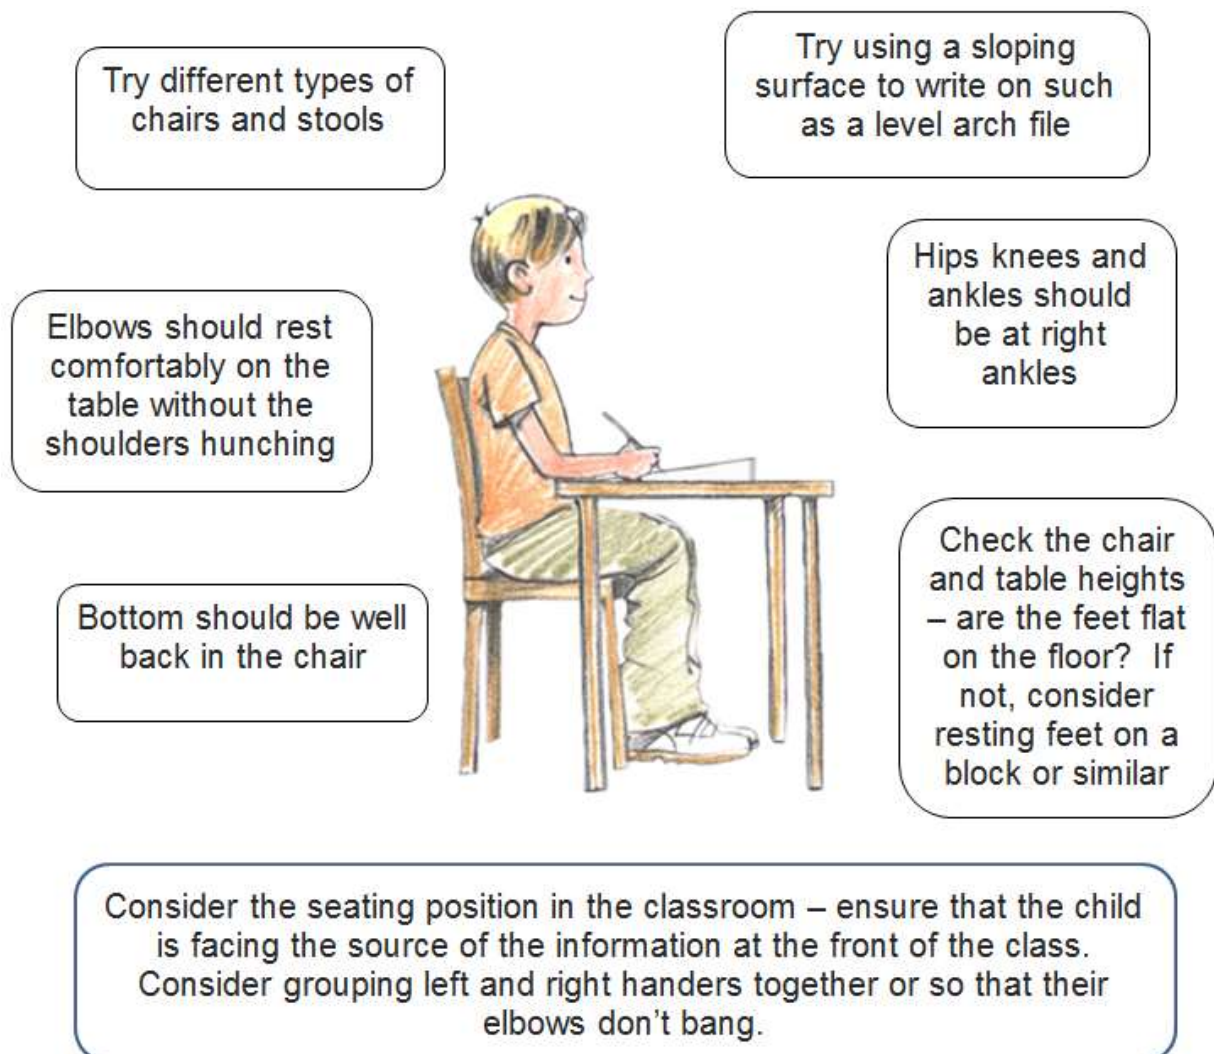 Try different types of
chairs and stools
Try using a sloping
surface to write on such
as a level arch file
Elbows should rest
comfortably on the
table without the
shoulders hunching
Hips knees and
ankles should
be at right
ankles
Bottom should be well
back in the chair
Check the chair
and table heights
– are the feet flat
on the floor?  If
not, consider
resting feet on a
block or similar
Consider the seating position in the classroom – ensure that the child
is facing the source of the information at the front of the class.
Consider grouping left and right handers together or so that their
elbows don’t bang.